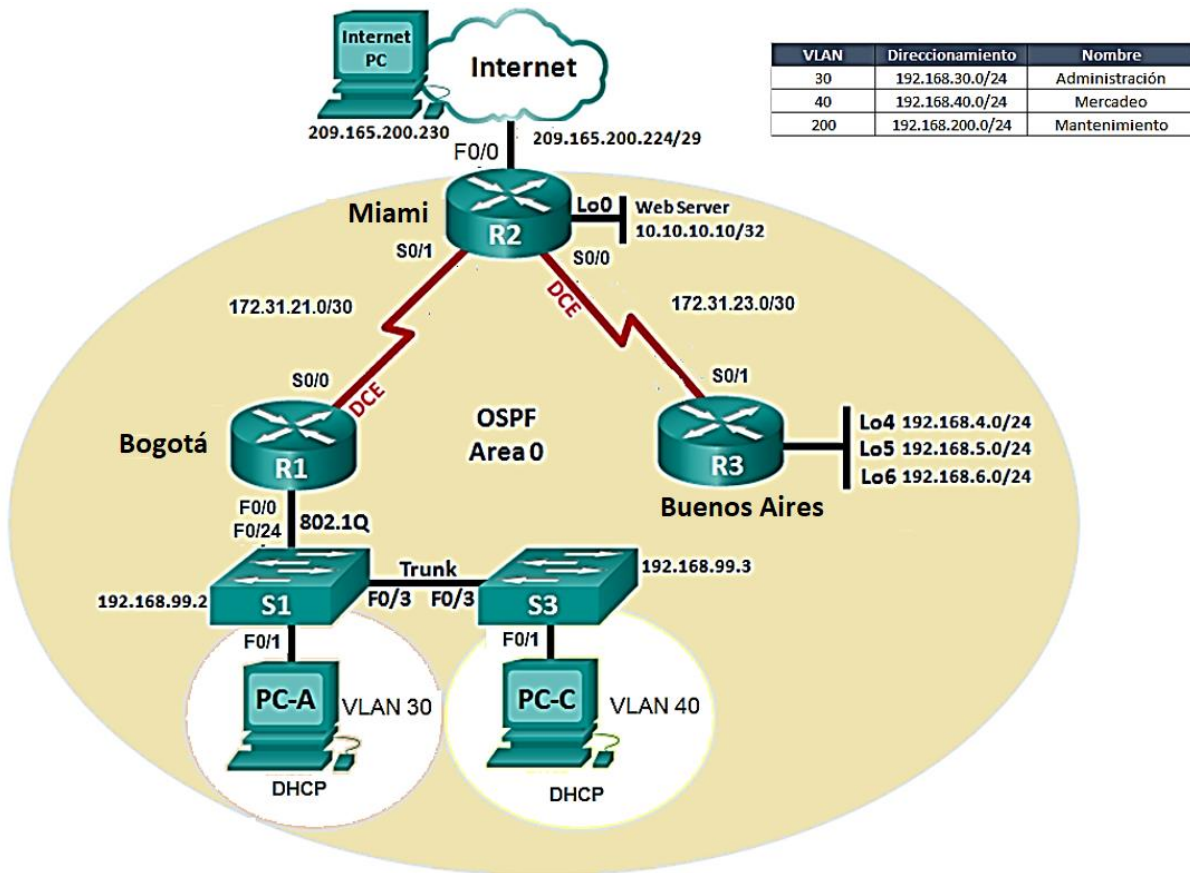 Internet
PC
Internet
209.165.200.230
209.165.200.224/29
F0/0
VLAN Direccionamiento Nombre
30 192.168.30.0/24 Administración
40 192.168.40.0/24 Mercadeo
200 192.168.200.0/24 Mantenimiento
Miami
R2
Lo0
Web Server
10.10.10.10/32
S0/1
S0/0
DCE
172.31.21.0/30
172.31.23.0/30
S0/0
DCE
S0/1
Bogotá
R1
OSPF
Area 0
R3
Buenos Aires
Lo4 192.168.4.0/24
Lo5 192.168.5.0/24
Lo6 192.168.6.0/24
F0/0
F0/24
802.1Q
192.168.99.2
S1
Trunk
F0/3 F0/3
S3
192.168.99.3
F0/1
F0/1
PC-A
VLAN 30
DHCP
PC-C
VLAN 40
DHCP